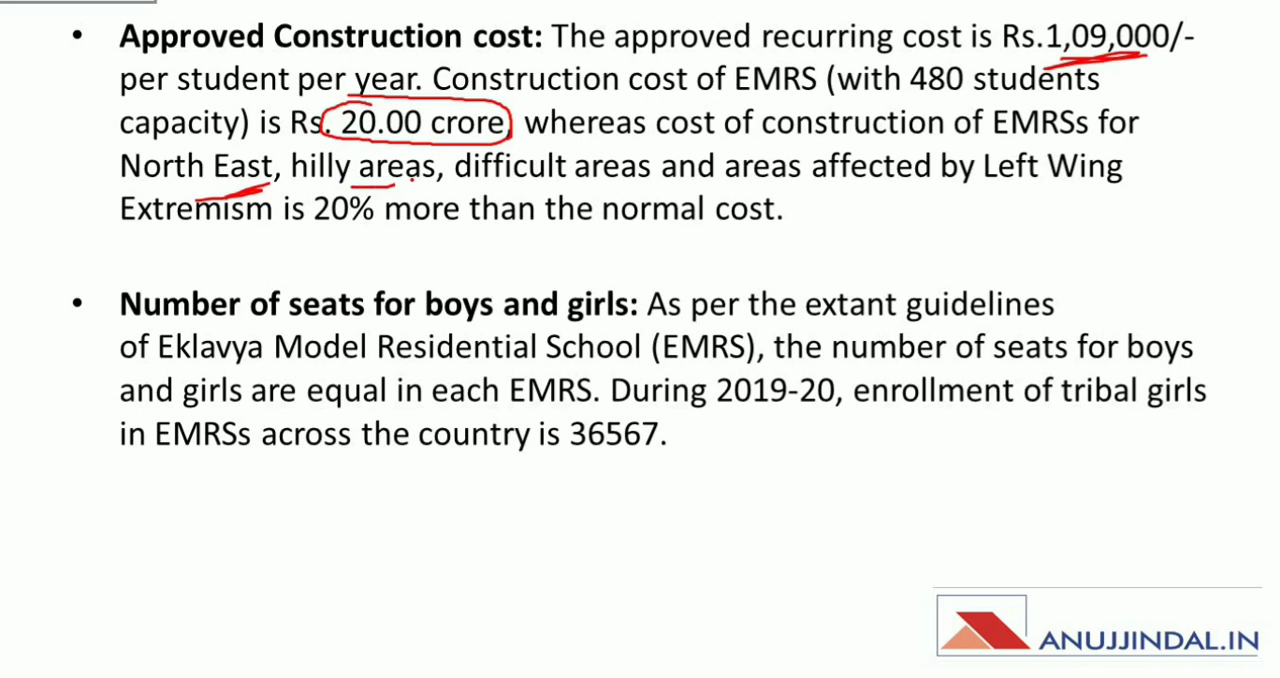 • Approved Construction cost: The approved recurring cost is Rs.1,09,000/-
per student per year. Construction cost of EMRS (with 480 students
capacity) is Rs. 20.00 crore, whereas cost of construction of EMRSs for
North East, hilly areas, difficult areas and areas affected by Left Wing
Extremism is 20% more than the normal cost.
• Number of seats for boys and girls: As per the extant guidelines
of Eklavya Model Residential School (EMRS), the number of seats for boys
and girls are equal in each EMRS. During 2019-20, enrollment of tribal girls
in EMRSs across the country is 36567.
ANUJJINDAL.IN